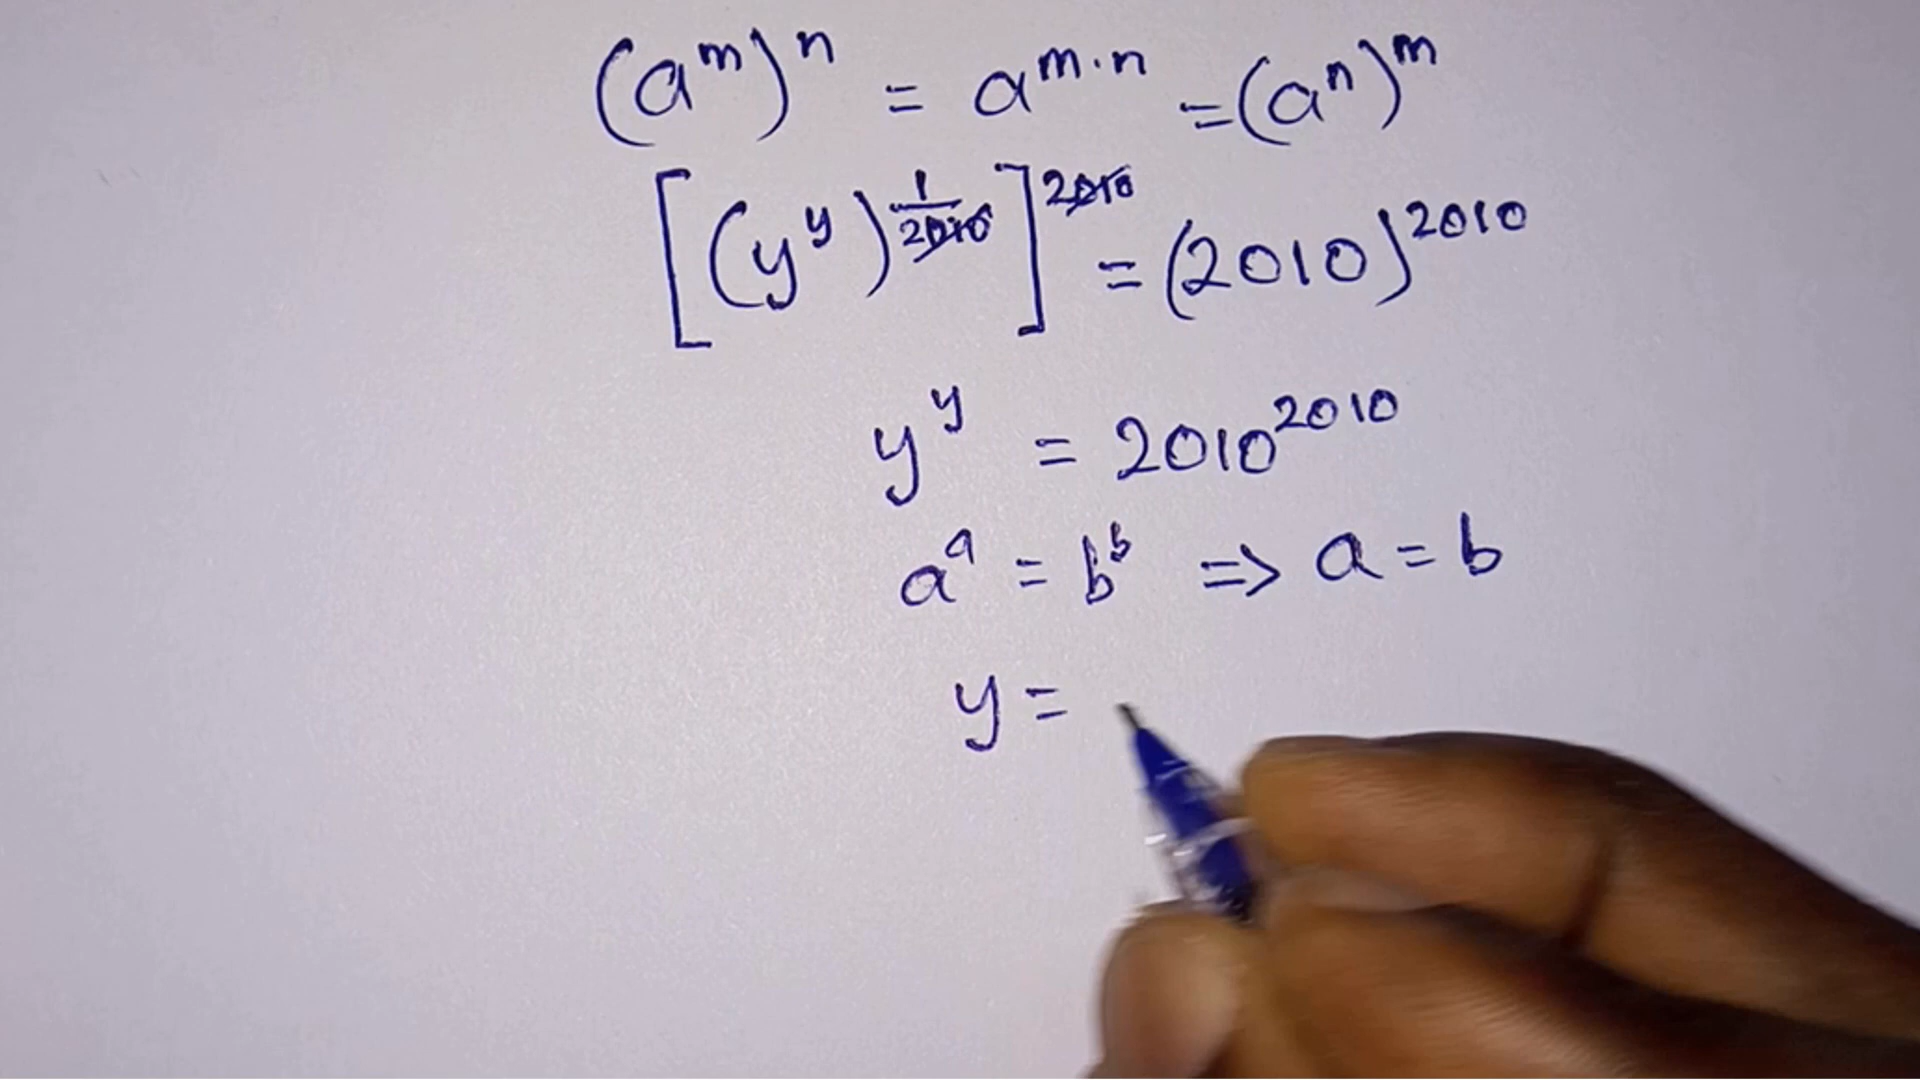 (a^m)^n = a^{m·n} = (a^n)^m
[(y^y)^{1/2010}]^{2010} = (2010)^{2010}
y^y = 2010^{2010}
a^a = b^b ⇒ a = b
y =